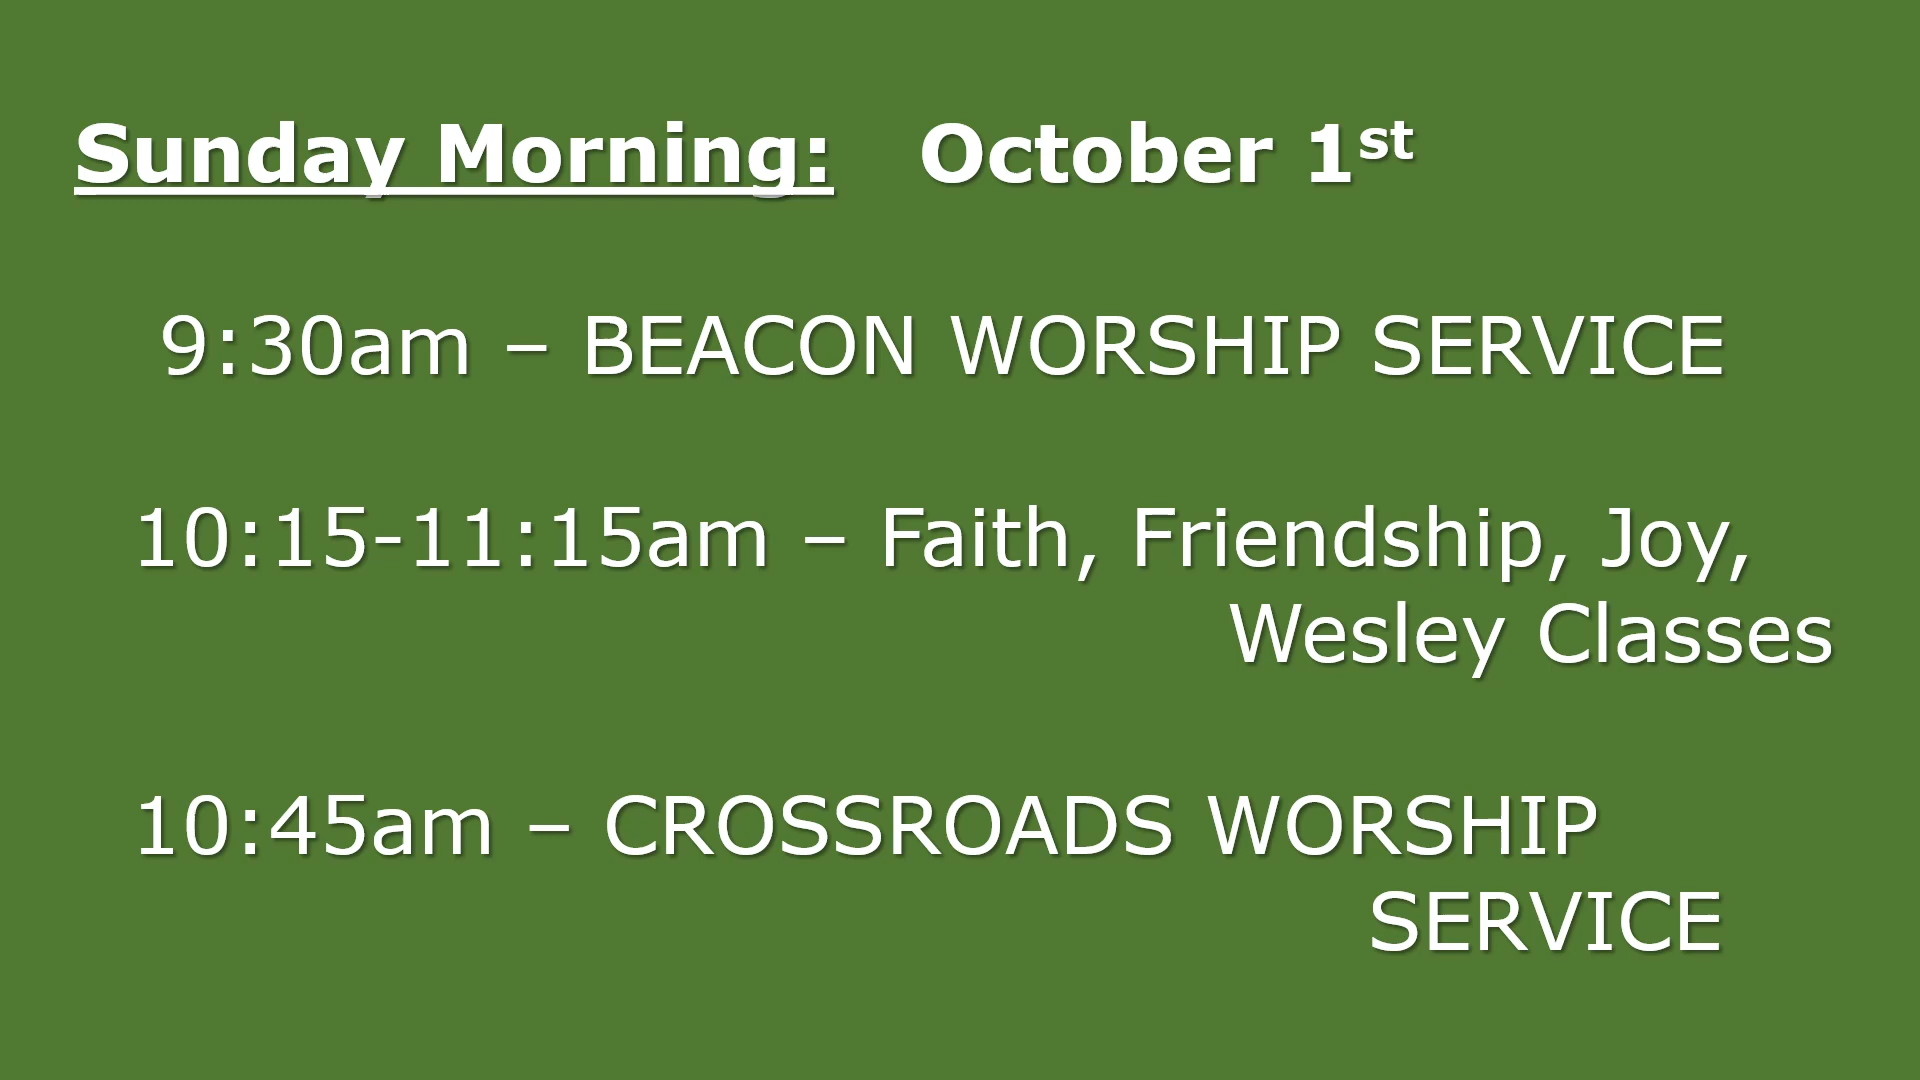 Sunday Morning: October 1st
9:30am – BEACON WORSHIP SERVICE
10:15-11:15am – Faith, Friendship, Joy,
Wesley Classes
10:45am – CROSSROADS WORSHIP
SERVICE